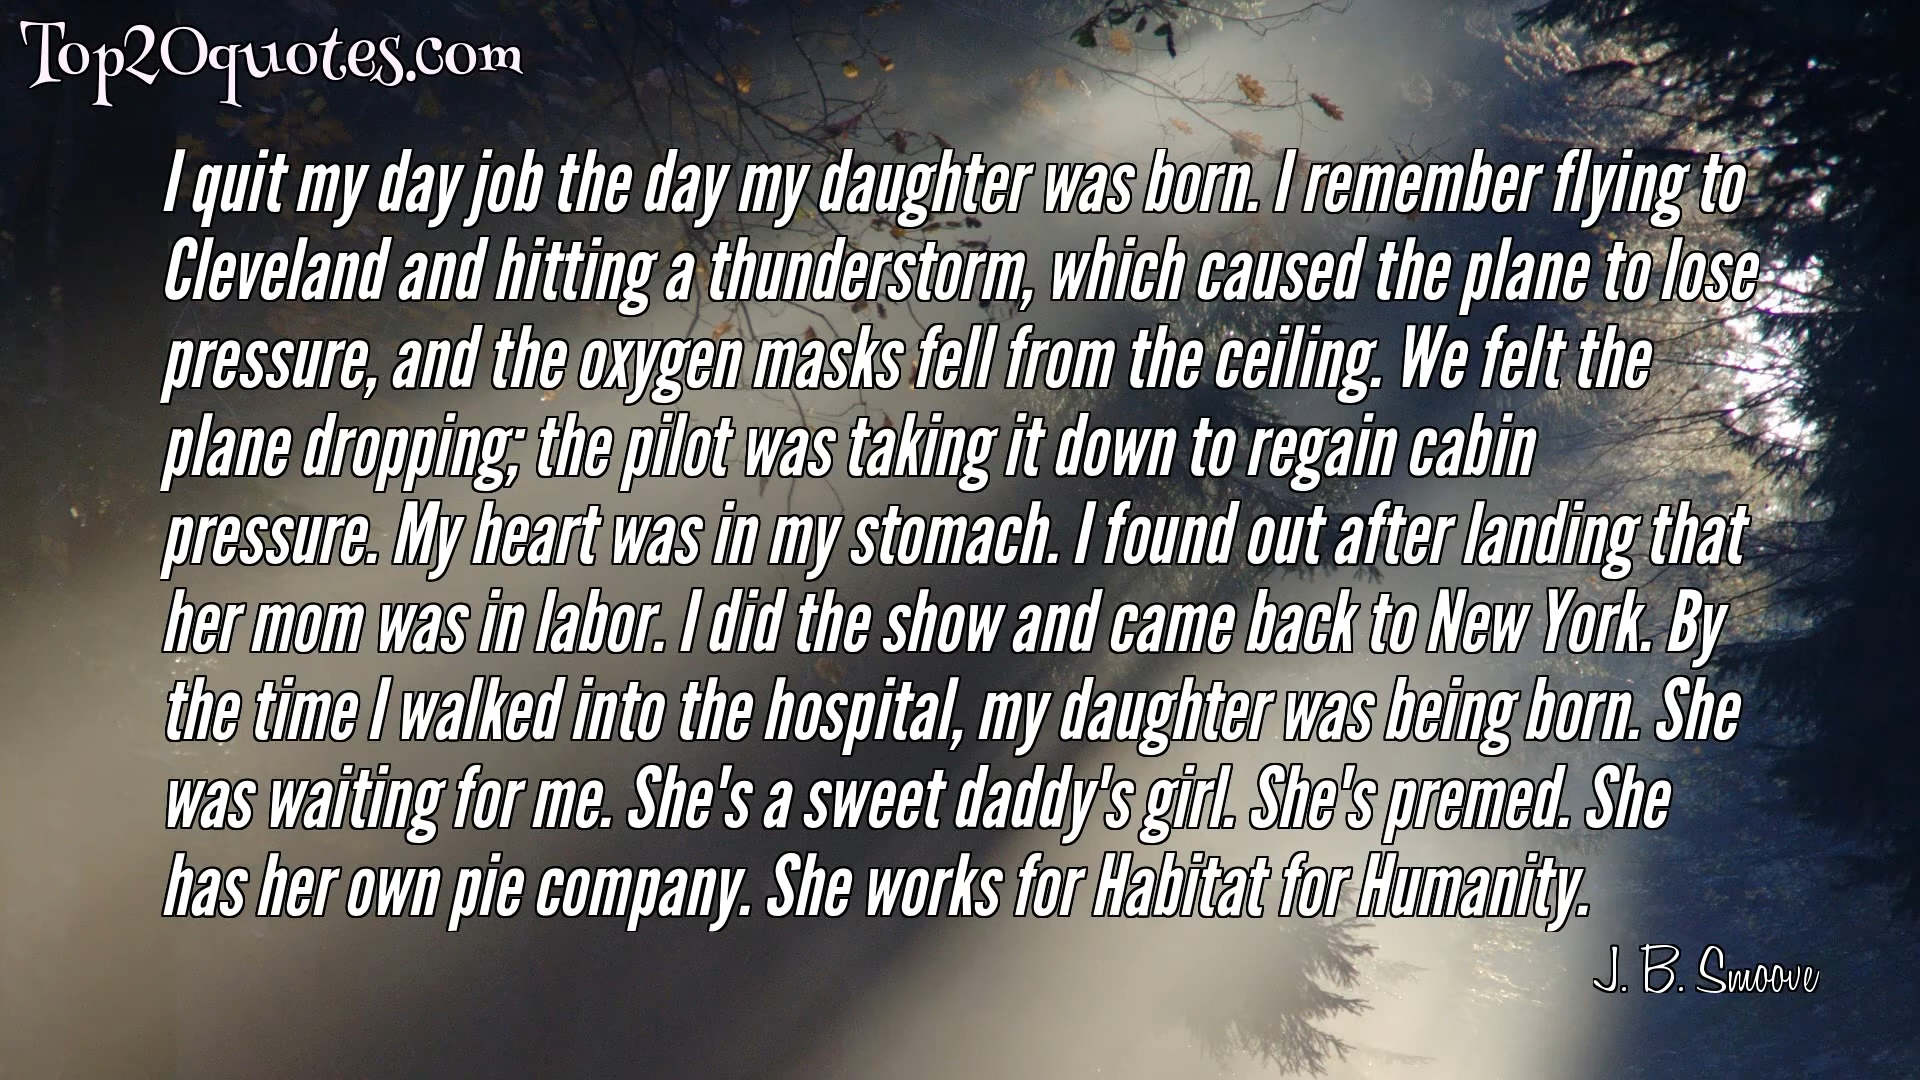 Top20quotes.com
I quit my day job the day my daughter was born. I remember flying to
Cleveland and hitting a thunderstorm, which caused the plane to lose
pressure, and the oxygen masks fell from the ceiling. We felt the
plane dropping; the pilot was taking it down to regain cabin
pressure. My heart was in my stomach. I found out after landing that
her mom was in labor. I did the show and came back to New York. By
the time I walked into the hospital, my daughter was being born. She
was waiting for me. She's a sweet daddy's girl. She's premed. She
has her own pie company. She works for Habitat for Humanity.
J. B. Smoove